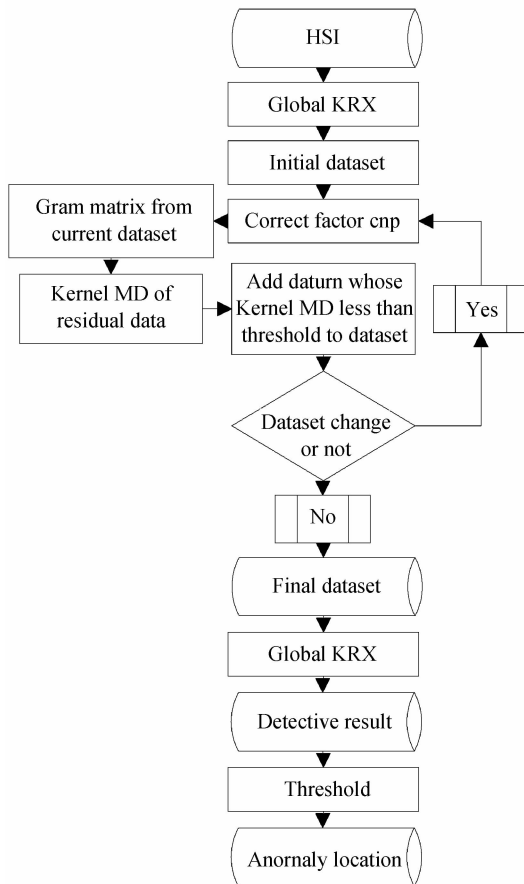 HSI
Global KRX
Initial dataset
Correct factor cnp
Gram matrix from
current dataset
Kernel MD of
residual data
Add daturn whose
Kernel MD less than
threshold to dataset
Yes
Dataset change
or not
No
Final dataset
Global KRX
Detective result
Threshold
Anornaly location